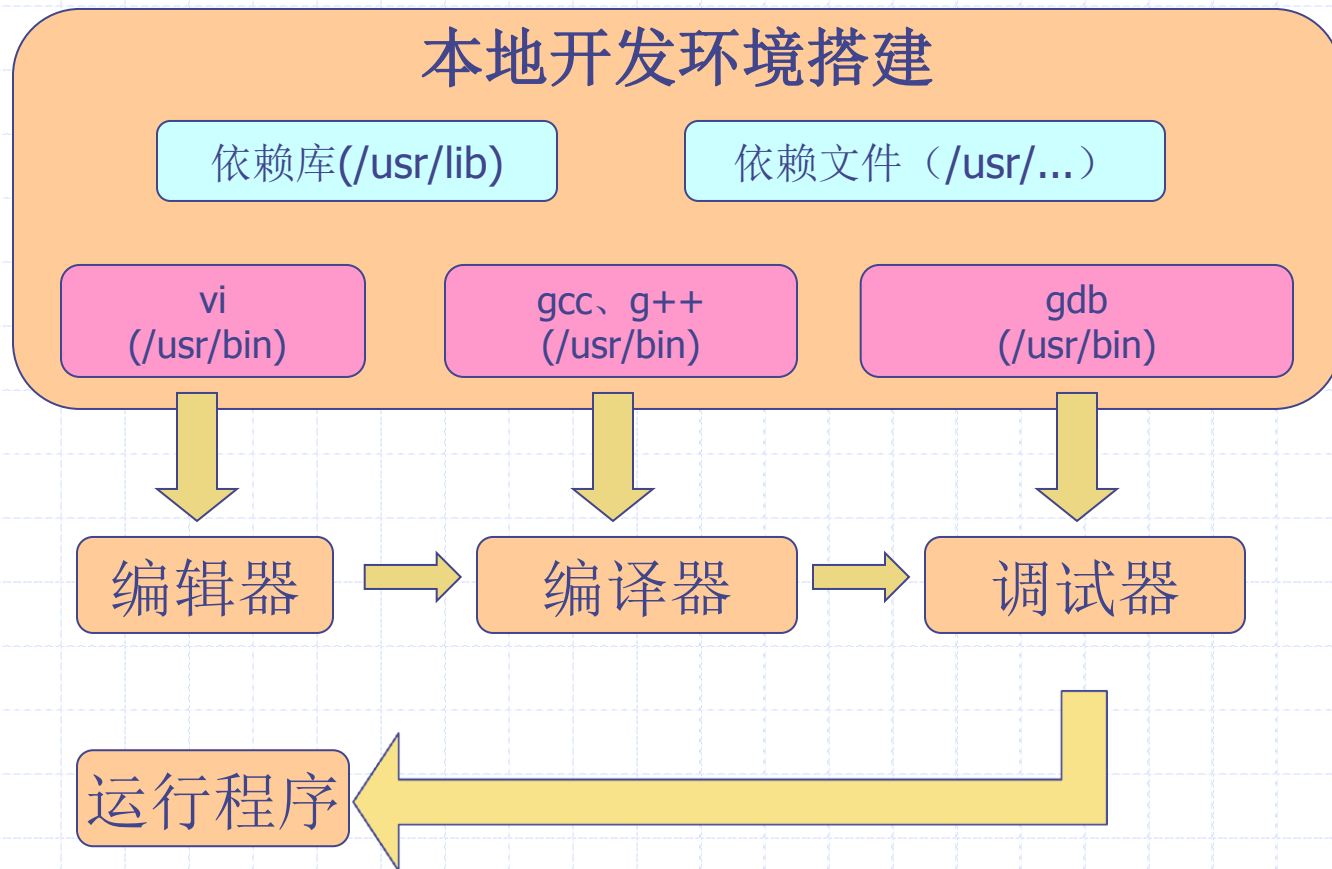 本地开发环境搭建
依赖库(/usr/lib)
依赖文件（/usr/...）
vi
(/usr/bin)
gcc、g++
(/usr/bin)
gdb
(/usr/bin)
编辑器
编译器
调试器
运行程序